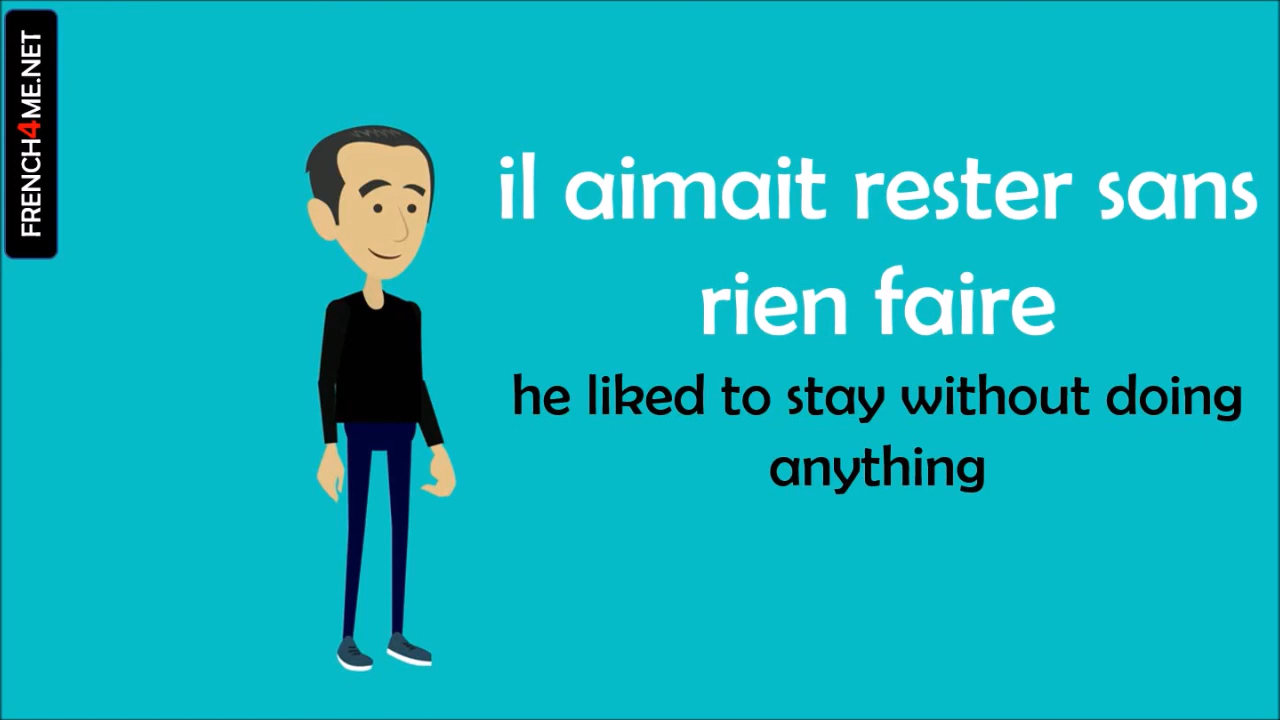 FRENCH4ME.NET
il aimait rester sans
rien faire
he liked to stay without doing
anything